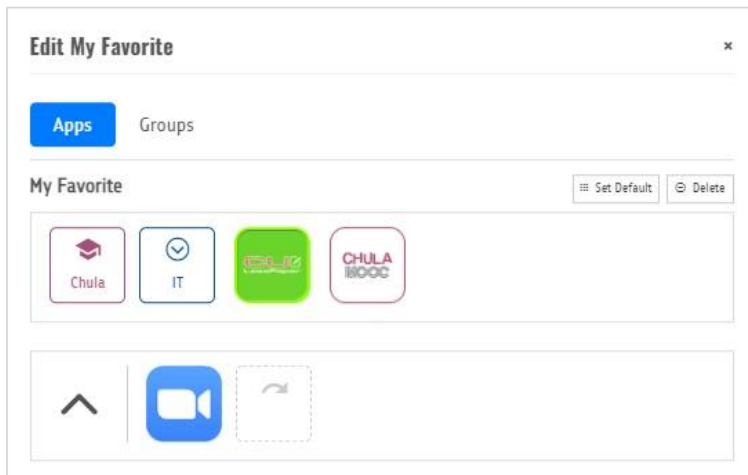 Edit My Favorite ×
Apps Groups
My Favorite Set Default Delete
Chula IT CHULA
MOOC